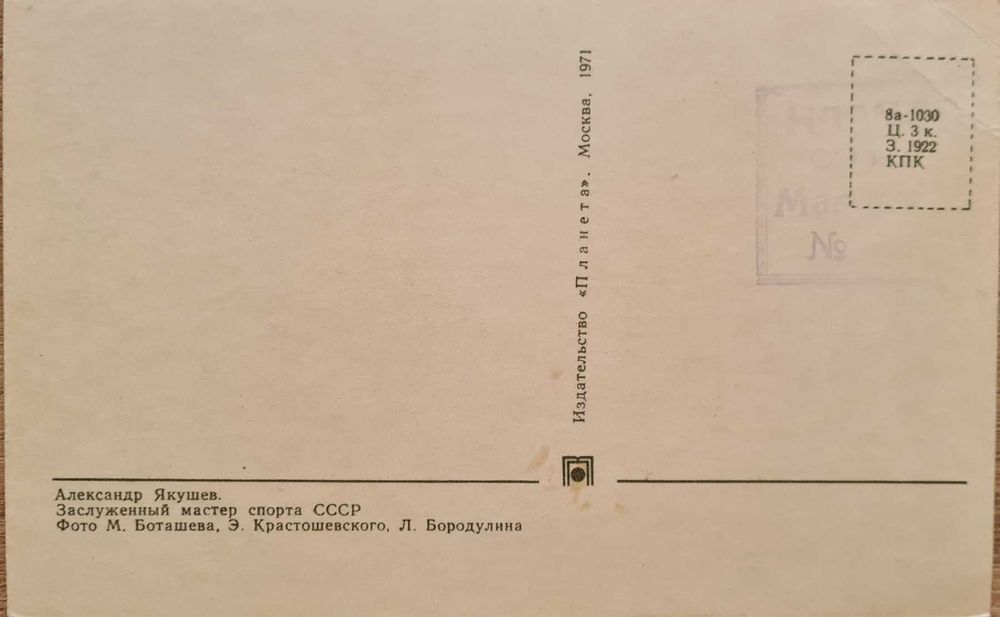 Александр Якушев.
Заслуженный мастер спорта СССР
Фото М. Боташева, Э. Крастошевского, Л. Бородулина
Издательство «Планета». Москва, 1971
8а-1030
Ц. 3 к.
З. 1922
КПК
№